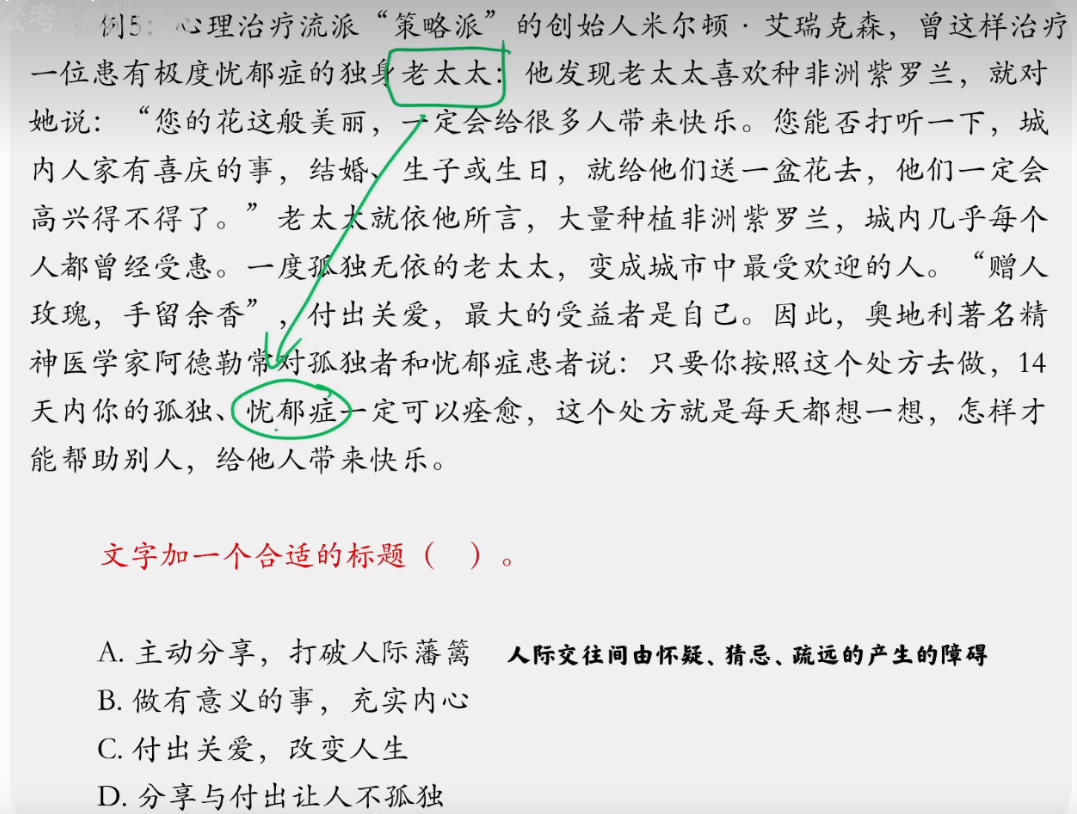 公考
例5：心理治疗流派“策略派”的创始人米尔顿·艾瑞克森，曾这样治疗
一位患有极度忧郁症的独身老太太：他发现老太太喜欢种非洲紫罗兰，就对
她说：“您的花这般美丽，一定会给很多人带来快乐。您能否打听一下，城
内人家有喜庆的事，结婚、生子或生日，就给他们送一盆花去，他们一定会
高兴得不得了。”老太太就依他所言，大量种植非洲紫罗兰，城内几乎每个
人都曾经受惠。一度孤独无依的老太太，变成城市中最受欢迎的人。“赠人
玫瑰，手留余香”，付出关爱，最大的受益者是自己。因此，奥地利著名精
神医学家阿德勒常对孤独者和忧郁症患者说：只要你按照这个处方去做，14
天内你的孤独、忧郁症一定可以痊愈，这个处方就是每天都想一想，怎样才
能帮助别人，给他人带来快乐。
文字加一个合适的标题（ ）。
A. 主动分享，打破人际藩篱 人际交往间由怀疑、猜忌、疏远的产生的障碍
B. 做有意义的事，充实内心
C. 付出关爱，改变人生
D. 分享与付出让人不孤独